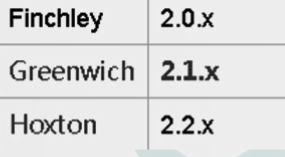 Finchley 2.0.x
Greenwich 2.1.x
Hoxton 2.2.x